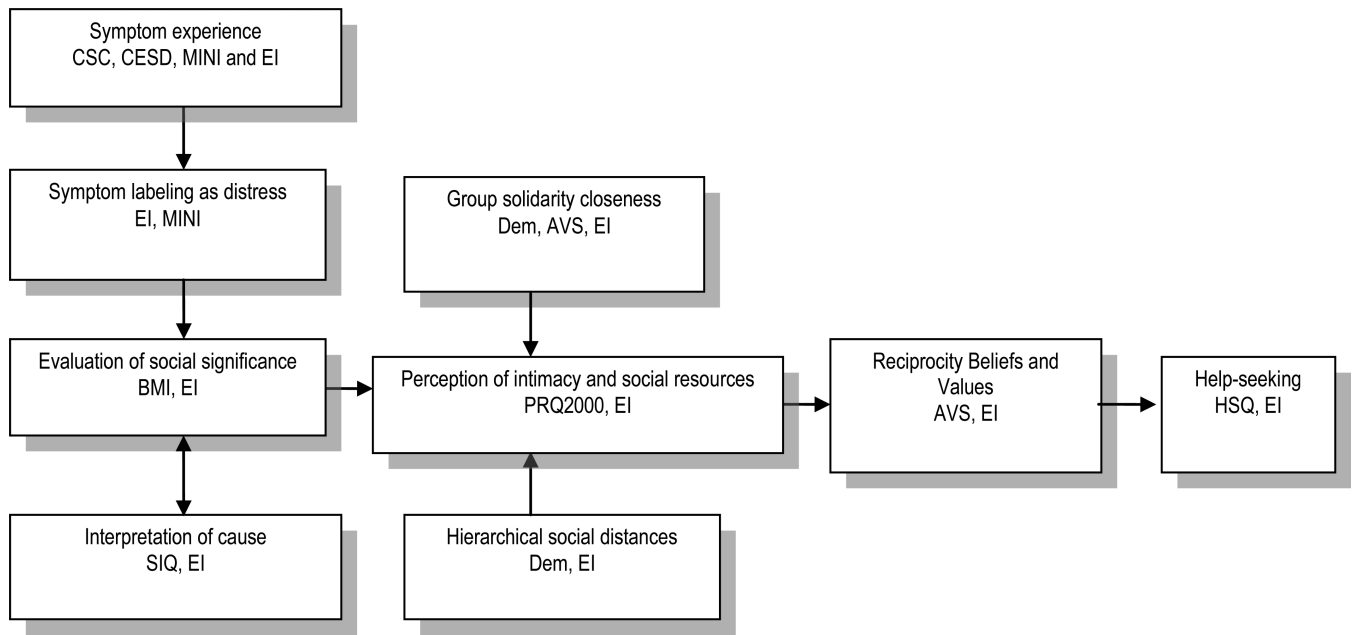 Symptom experience
CSC, CESD, MINI and EI
Symptom labeling as distress
EI, MINI
Group solidarity closeness
Dem, AVS, EI
Evaluation of social significance
BMI, EI
Perception of intimacy and social resources
PRQ2000, EI
Reciprocity Beliefs and
Values
AVS, EI
Help-seeking
HSQ, EI
Interpretation of cause
SIQ, EI
Hierarchical social distances
Dem, EI